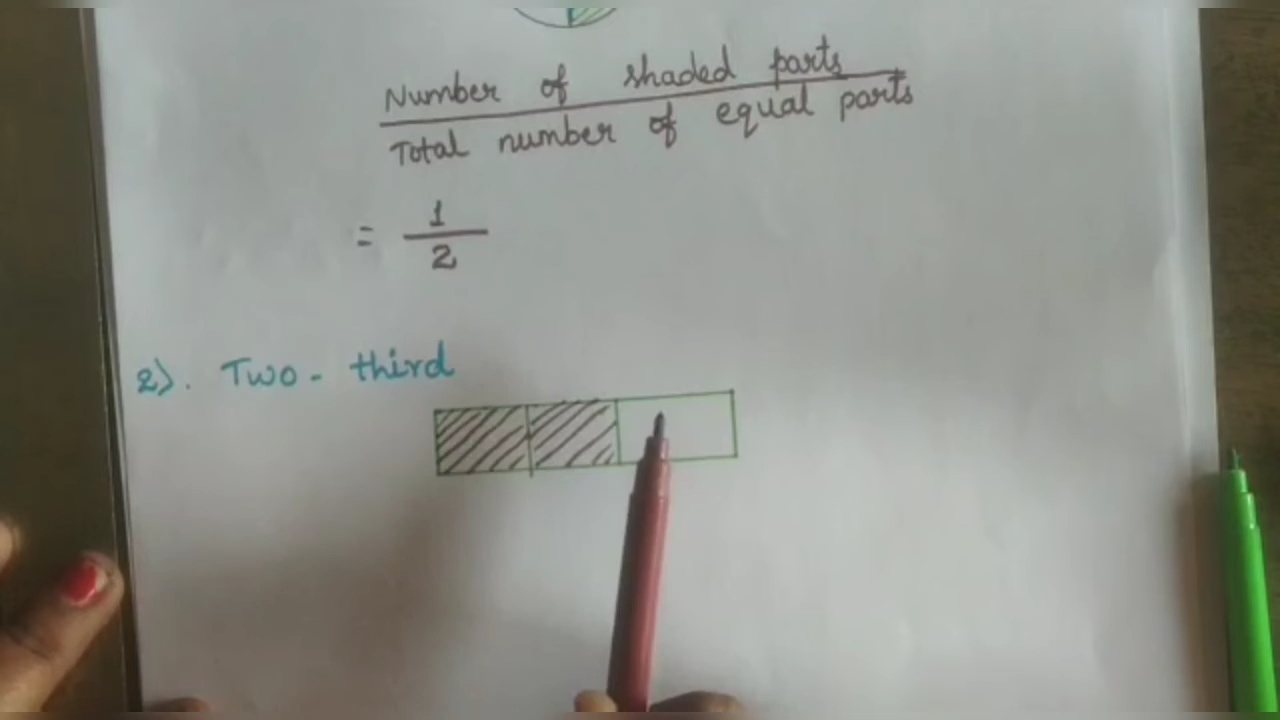 Number of shaded parts
Total number of equal parts
= 1
2
2). Two - third